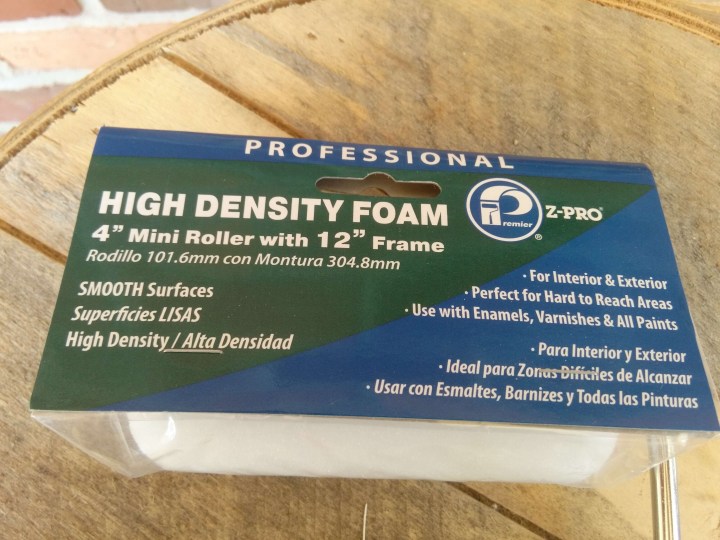 PROFESSIONAL
HIGH DENSITY FOAM
4" Mini Roller with 12" Frame
Rodillo 101.6mm con Montura 304.8mm
Premier®
Z-PRO®
SMOOTH Surfaces
Superficies LISAS
High Density / Alta Densidad
· For Interior & Exterior
· Perfect for Hard to Reach Areas
· Use with Enamels, Varnishes & All Paints
· Para Interior y Exterior
· Ideal para Zonas Difíciles de Alcanzar
· Usar con Esmaltes, Barnizes y Todas las Pinturas